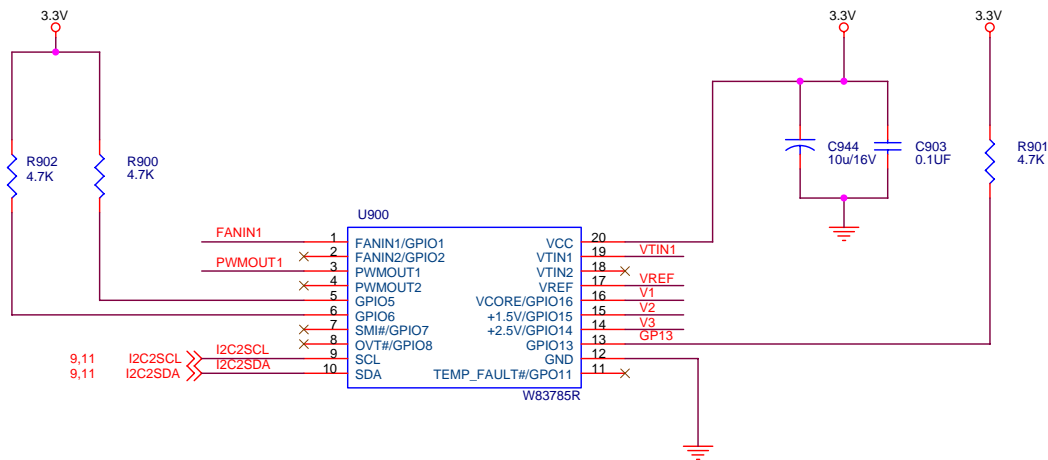 3.3V
3.3V
3.3V
R902
4.7K
R900
4.7K
C944
10u/16V
C903
0.1UF
R901
4.7K
U900
FANIN1
1
FANIN1/GPIO1
VCC
20
2
FANIN2/GPIO2
VTIN1
19
VTIN1
PWMOUT1
3
PWMOUT1
VTIN2
18
4
PWMOUT2
VREF
17
VREF
5
GPIO5
VCORE/GPIO16
16
V1
6
GPIO6
+1.5V/GPIO15
15
V2
7
SMI#/GPIO7
+2.5V/GPIO14
14
V3
8
OVT#/GPIO8
GPIO13
13
GP13
9,11
I2C2SCL
I2C2SCL
9
SCL
GND
12
9,11
I2C2SDA
I2C2SDA
10
SDA
TEMP_FAULT#/GPO11
11
W83785R